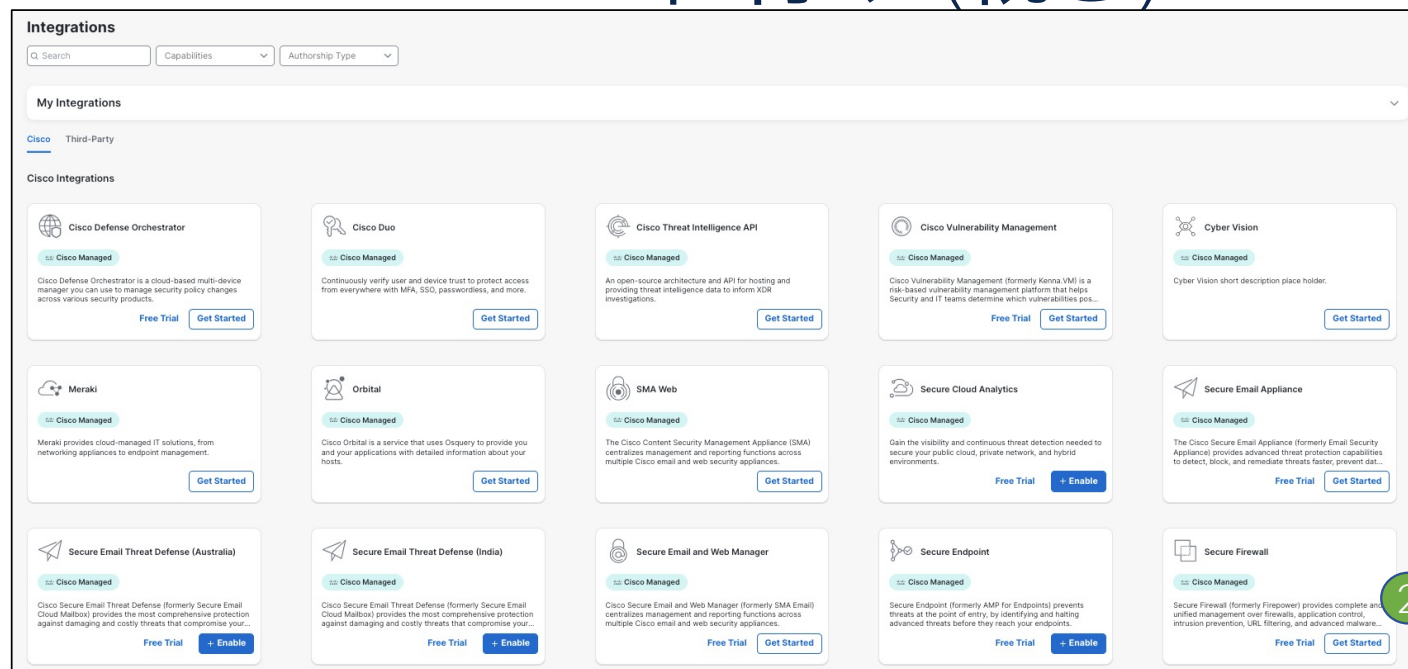 Integrations
Search
Capabilities
Authorship Type
My Integrations
Cisco Third-Party
Cisco Integrations
Cisco Defense Orchestrator
Cisco Managed
Cisco Defense Orchestrator is a cloud-based multi-device
manager you can use to manage security policy changes
across various security products.
Free Trial Get Started
Cisco Duo
Cisco Managed
Continuously verify user and device trust to protect access
from everywhere with MFA, SSO, passwordless, and more.
Get Started
Cisco Threat Intelligence API
Cisco Managed
An open-source architecture and API for hosting and
providing threat intelligence data to inform XDR
investigations.
Get Started
Cisco Vulnerability Management
Cisco Managed
Cisco Vulnerability Management (formerly Kenna.VM) is a
risk-based vulnerability management platform that helps
Security and IT teams determine which vulnerabilities pos...
Free Trial Get Started
Cyber Vision
Cisco Managed
Cyber Vision short description place holder.
Get Started
Meraki
Cisco Managed
Meraki provides cloud-managed IT solutions, from
networking appliances to endpoint management.
Get Started
Orbital
Cisco Managed
Cisco Orbital is a service that uses Osquery to provide you
and your applications with detailed information about your
hosts.
Get Started
SMA Web
Cisco Managed
The Cisco Content Security Management Appliance (SMA)
centralizes management and reporting functions across
multiple Cisco email and web security appliances.
Get Started
Secure Cloud Analytics
Cisco Managed
Gain the visibility and continuous threat detection needed to
secure your public cloud, private network, and hybrid
environments.
Free Trial + Enable
Secure Email Appliance
Cisco Managed
The Cisco Secure Email Appliance (formerly Email Security
Appliance) provides advanced threat protection capabilities
to detect, block, and remediate threats faster, prevent dat...
Free Trial Get Started
Secure Email Threat Defense (Australia)
Cisco Managed
Cisco Secure Email Threat Defense (formerly Secure Email
Cloud Mailbox) provides the most comprehensive protection
against damaging and costly threats that compromise your...
Free Trial + Enable
Secure Email Threat Defense (India)
Cisco Managed
Cisco Secure Email Threat Defense (formerly Secure Email
Cloud Mailbox) provides the most comprehensive protection
against damaging and costly threats that compromise your...
Free Trial + Enable
Secure Email and Web Manager
Cisco Managed
Cisco Secure Email and Web Manager (formerly SMA Email)
centralizes management and reporting functions across
multiple Cisco email and web security appliances.
Free Trial Get Started
Secure Endpoint
Cisco Managed
Secure Endpoint (formerly AMP for Endpoints) prevents
threats at the point of entry, by identifying and halting
advanced threats before they reach your endpoints.
Free Trial + Enable
Secure Firewall
Cisco Managed
Secure Firewall (formerly Firepower) provides complete and
unified management over firewalls, application control,
intrusion prevention, URL filtering, and advanced malware...
Free Trial Get Started
2